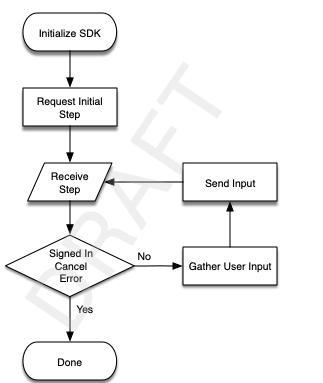 Initialize SDK
Request Initial
Step
Receive
Step
Send Input
Signed In
Cancel
Error
No
Gather User Input
Yes
Done
DRAFT